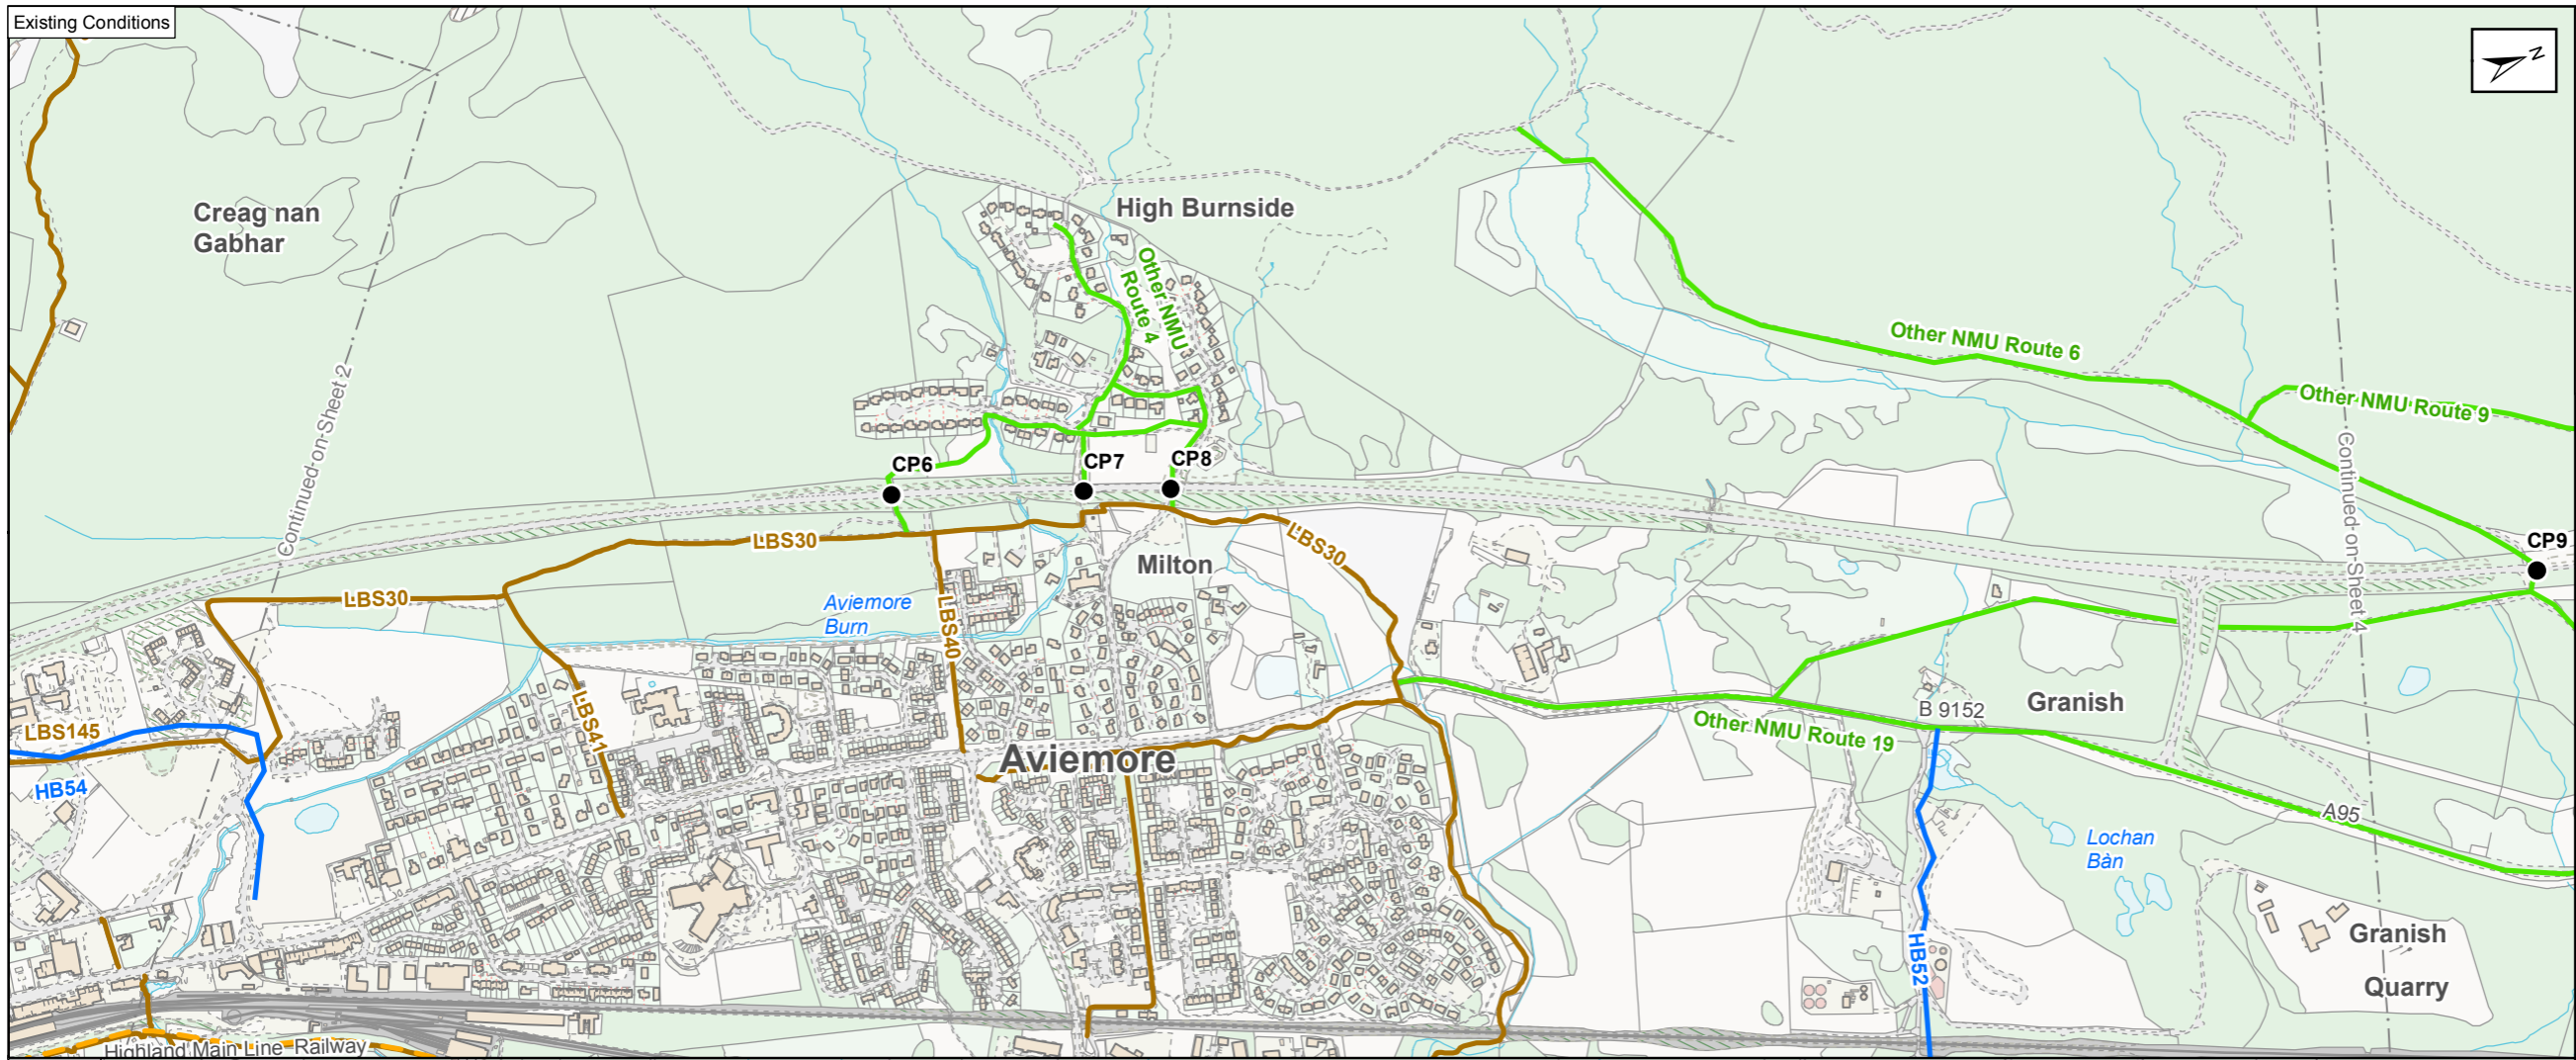 Existing Conditions
N
Creag nan
Gabhar
High Burnside
Other NMU
Route 4
Other NMU Route 6
Other NMU Route 9
Continued on Sheet 2
Continued on Sheet 4
CP6
CP7
CP8
CP9
LBS30
LBS30
LBS30
Milton
Aviemore
Burn
LBS40
LBS41
LBS145
HB54
Aviemore
Other NMU Route 19
B 9152
Granish
A95
Lochan
Bàn
HB52
Granish
Quarry
Highland Main Line Railway